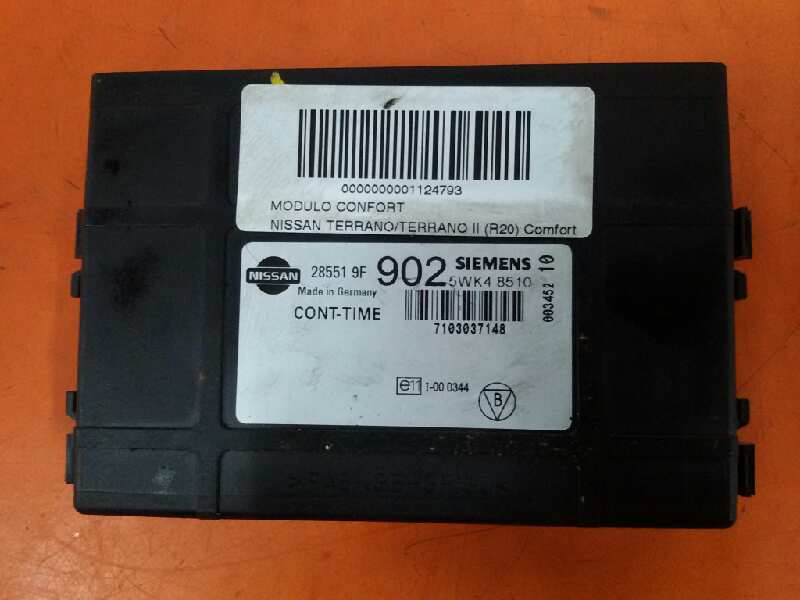 0000000001124793
MODULO CONFORT
NISSAN TERRANO/TERRANO II (R20) Comfort
NISSAN 28551 9F 902 SIEMENS
5WK4 8510
Made in Germany
CONT-TIME
7103037148
003452 10
e11 I-00 0344
B